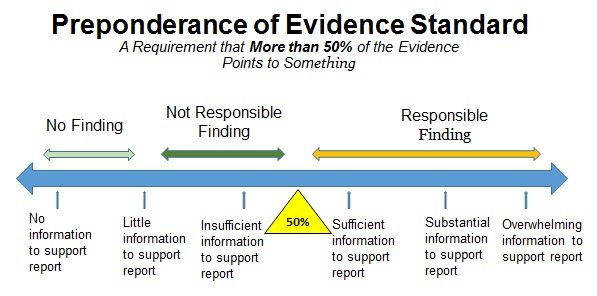 Preponderance of Evidence Standard
A Requirement that More than 50% of the Evidence
Points to Something
No Finding
Not Responsible
Finding
Responsible
Finding
50%
No
information
to support
report
Little
information
to support
report
Insufficient
information
to support
report
Sufficient
information
to support
report
Substantial
information
to support
report
Overwhelming
information to
support report